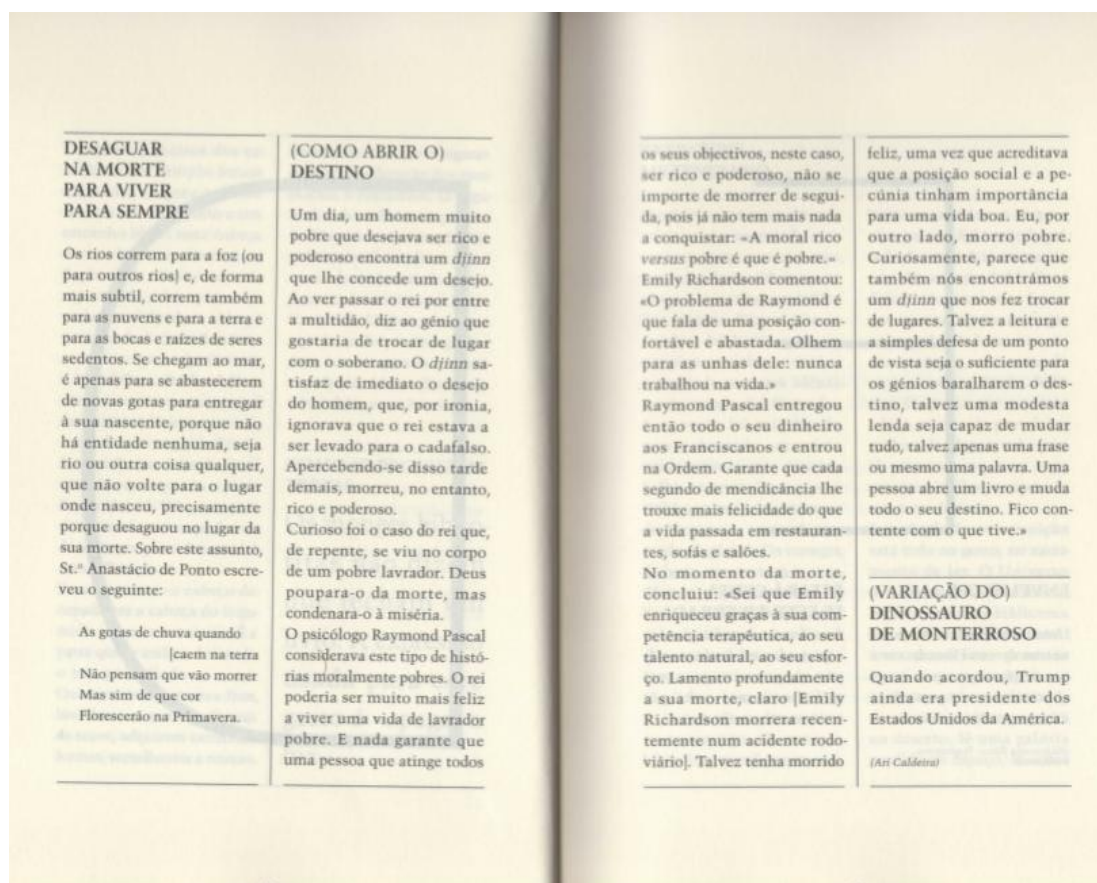 DESAGUAR
NA MORTE
PARA VIVER
PARA SEMPRE
Os rios correm para a foz (ou
para outros rios) e, de forma
mais subtil, correm também
para as nuvens e para a terra e
para as bocas e raízes de seres
sedentos. Se chegam ao mar,
é apenas para se abastecerem
de novas gotas para entregar
à sua nascente, porque não
há entidade nenhuma, seja
rio ou outra coisa qualquer,
que não volte para o lugar
onde nasceu, precisamente
porque desaguou no lugar da
sua morte. Sobre este assunto,
St.º Anastácio de Ponto escre-
veu o seguinte:
As gotas de chuva quando
[caem na terra
Não pensam que vão morrer
Mas sim de que cor
Florescerão na Primavera.
(COMO ABRIR O)
DESTINO
Um dia, um homem muito
pobre que desejava ser rico e
poderoso encontra um djinn
que lhe concede um desejo.
Ao ver passar o rei por entre
a multidão, diz ao génio que
gostaria de trocar de lugar
com o soberano. O djinn sa-
tisfaz de imediato o desejo
do homem, que, por ironia,
ignorava que o rei estava a
ser levado para o cadafalso.
Apercebendo-se disso tarde
demais, morreu, no entanto,
rico e poderoso.
Curioso foi o caso do rei que,
de repente, se viu no corpo
de um pobre lavrador. Deus
poupara-o da morte, mas
condenara-o à miséria.
O psicólogo Raymond Pascal
considerava este tipo de histó-
rias moralmente pobres. O rei
poderia ser muito mais feliz
a viver uma vida de lavrador
pobre. E nada garante que
uma pessoa que atinge todos
os seus objectivos, neste caso,
ser rico e poderoso, não se
importe de morrer de segui-
da, pois já não tem mais nada
a conquistar: «A moral rico
versus pobre é que é pobre.»
Emily Richardson comentou:
«O problema de Raymond é
que fala de uma posição con-
fortável e abastada. Olhem
para as unhas dele: nunca
trabalhou na vida.»
Raymond Pascal entregou
então todo o seu dinheiro
aos Franciscanos e entrou
na Ordem. Garante que cada
segundo de mendicância lhe
trouxe mais felicidade do que
a vida passada em restauran-
tes, sofás e salões.
No momento da morte,
concluiu: «Sei que Emily
enriqueceu graças à sua com-
petência terapêutica, ao seu
talento natural, ao seu esfor-
ço. Lamento profundamente
a sua morte, claro [Emily
Richardson morrera recen-
temente num acidente rodo-
viário]. Talvez tenha morrido
feliz, uma vez que acreditava
que a posição social e a pe-
cúnia tinham importância
para uma vida boa. Eu, por
outro lado, morro pobre.
Curiosamente, parece que
também nós encontrámos
um djinn que nos fez trocar
de lugares. Talvez a leitura e
a simples defesa de um ponto
de vista seja o suficiente para
os génios baralharem o des-
tino, talvez uma modesta
lenda seja capaz de mudar
tudo, talvez apenas uma frase
ou mesmo uma palavra. Uma
pessoa abre um livro e muda
todo o seu destino. Fico con-
tente com o que tive.»
(VARIAÇÃO DO)
DINOSSAURO
DE MONTERROSO
Quando acordou, Trump
ainda era presidente dos
Estados Unidos da América.
(Ari Caldeira)